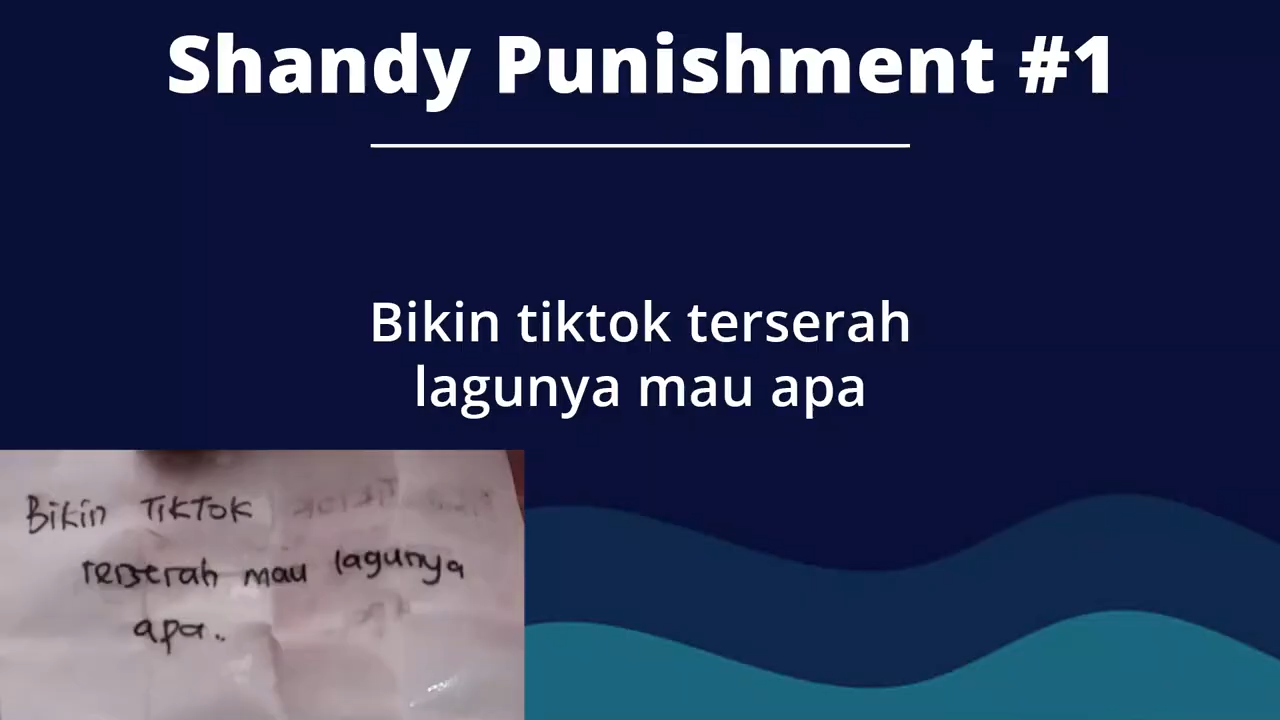 Shandy Punishment #1
Bikin tiktok terserah
lagunya mau apa
Bikin TikTok
terserah mau lagunya
apa..